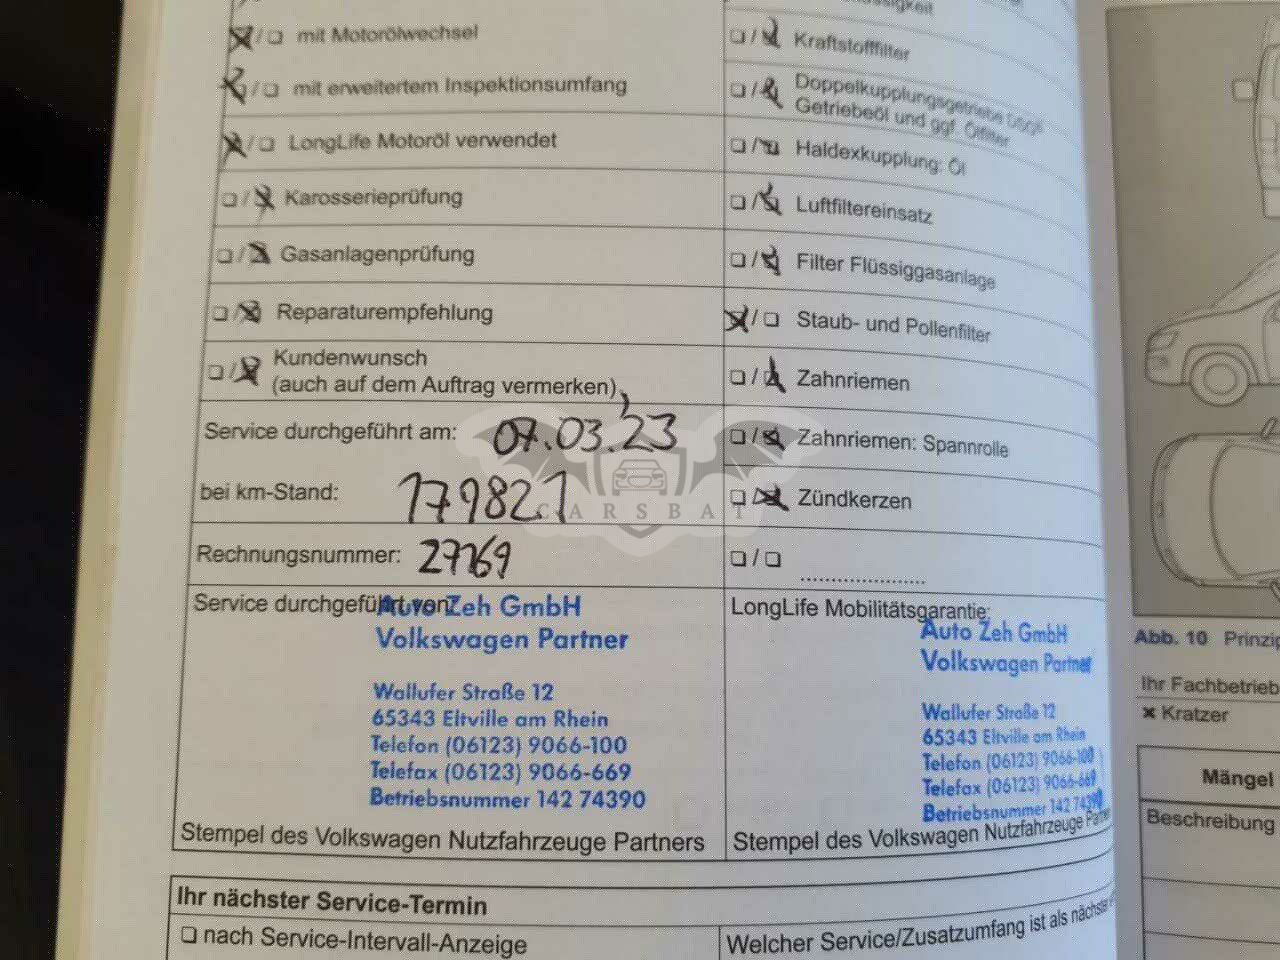 mit Motorölwechsel
mit erweitertem Inspektionsumfang
LongLife Motoröl verwendet
Karosserieprüfung
Gasanlagenprüfung
Reparaturempfehlung
Kundenwunsch
(auch auf dem Auftrag vermerken)
Service durchgeführt am: 07.03.23
bei km-Stand: 179821
Rechnungsnummer: 27769
Service durchgeführt von:
Auto Zeh GmbH
Volkswagen Partner
Wallufer Straße 12
65343 Eltville am Rhein
Telefon (06123) 9066-100
Telefax (06123) 9066-669
Betriebsnummer 142 74390
Stempel des Volkswagen Nutzfahrzeuge Partners
Kraftstofffilter
Doppelkupplungsgetriebe
Getriebeöl und ggf. Ölfilter
Haldexkupplung: Öl
Luftfiltereinsatz
Filter Flüssiggasanlage
Staub- und Pollenfilter
Zahnriemen
Zahnriemen: Spannrolle
Zündkerzen
LongLife Mobilitätsgarantie:
Auto Zeh GmbH
Volkswagen Partner
Wallufer Straße 12
65343 Eltville am Rhein
Telefon (06123) 9066-100
Telefax (06123) 9066-669
Betriebsnummer 142 74390
Stempel des Volkswagen Nutzfahrzeuge
Ihr nächster Service-Termin
nach Service-Intervall-Anzeige
Welcher Service/Zusatzumfang ist als
CARSBAT
Abb. 10 Prinzip
Ihr Fachbetrieb
Kratzer
Mängel
Beschreibung